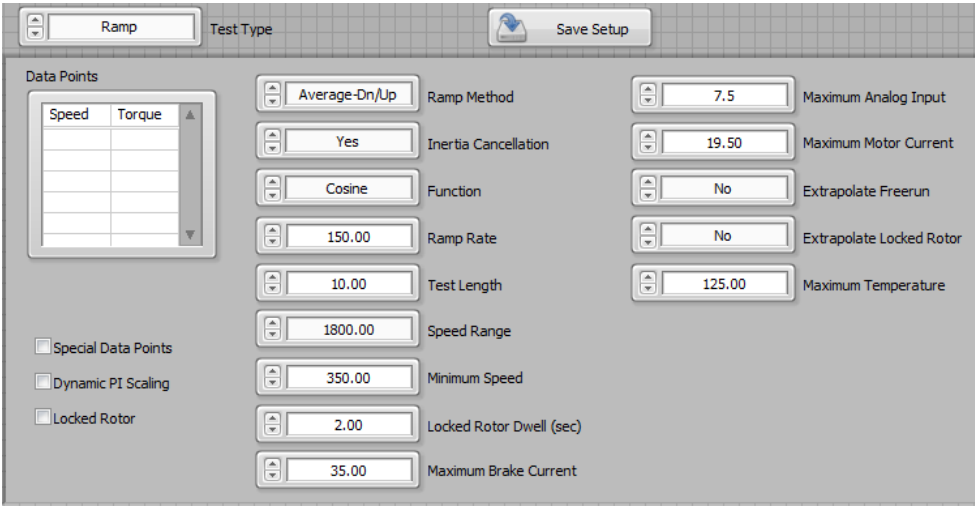 Ramp Test Type Save Setup
Data Points
Speed Torque
Special Data Points
Dynamic PI Scaling
Locked Rotor
Average-Dn/Up Ramp Method
Yes Inertia Cancellation
Cosine Function
150.00 Ramp Rate
10.00 Test Length
1800.00 Speed Range
350.00 Minimum Speed
2.00 Locked Rotor Dwell (sec)
35.00 Maximum Brake Current
7.5 Maximum Analog Input
19.50 Maximum Motor Current
No Extrapolate Freerun
No Extrapolate Locked Rotor
125.00 Maximum Temperature